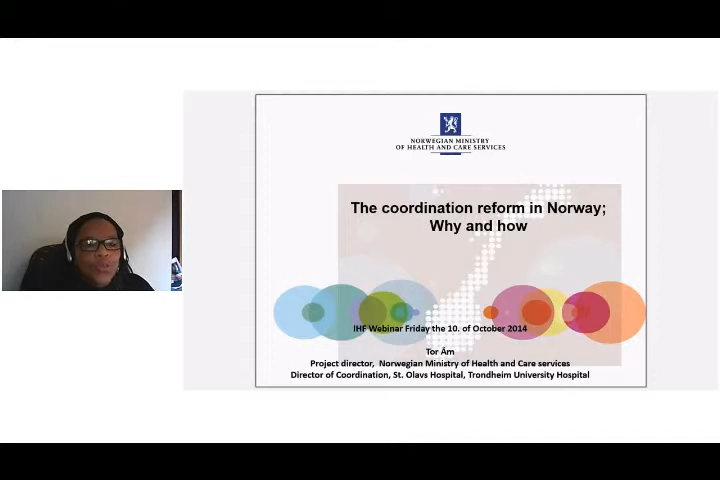 NORWEGIAN MINISTRY
OF HEALTH AND CARE SERVICES
The coordination reform in Norway;
Why and how
IHF Webinar Friday the 10. of October 2014
Tor Åm
Project director, Norwegian Ministry of Health and Care services
Director of Coordination, St. Olavs Hospital, Trondheim University Hospital